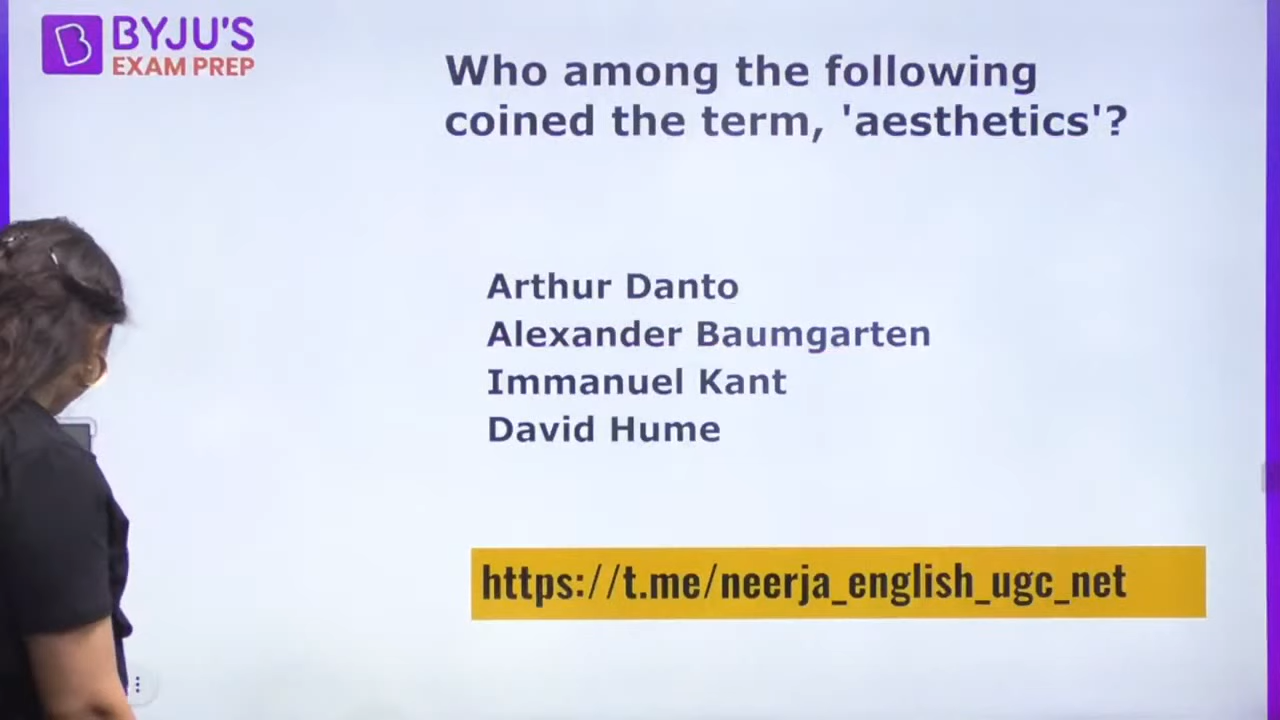 BYJU'S
EXAM PREP
Who among the following
coined the term, 'aesthetics'?
Arthur Danto
Alexander Baumgarten
Immanuel Kant
David Hume
https://t.me/neerja_english_ugc_net